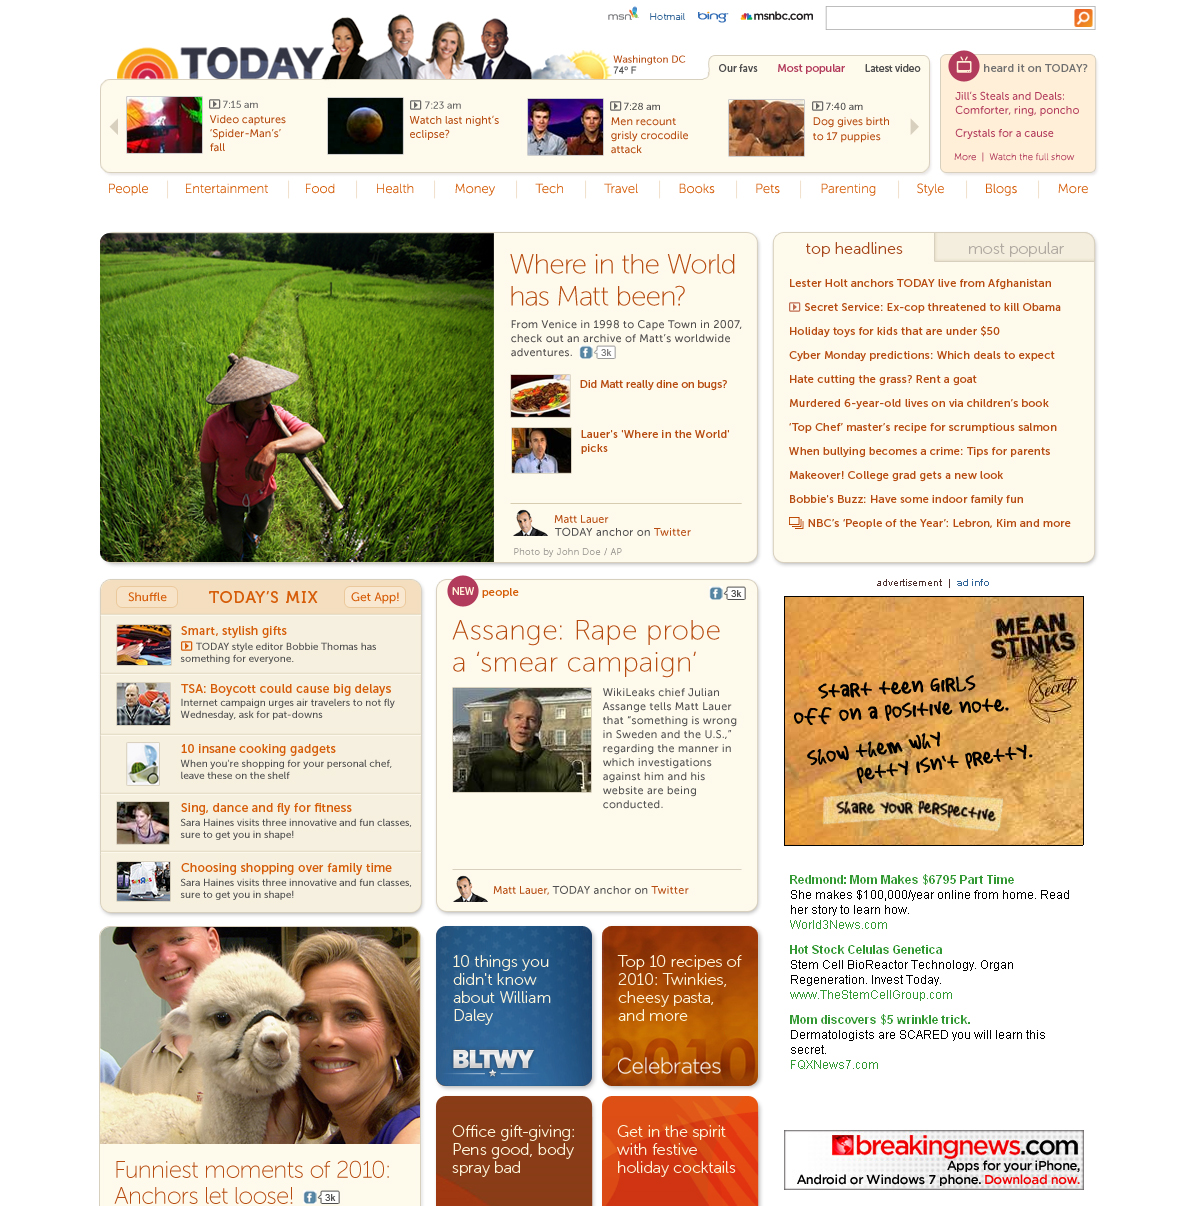 msn
Hotmail
bing
msnbc.com
TODAY
Washington DC
74° F
Our favs
Most popular
Latest video
heard it on TODAY?
Jill's Steals and Deals:
Comforter, ring, poncho
Crystals for a cause
More | Watch the full show
7:15 am
Video captures
'Spider-Man's'
fall
7:23 am
Watch last night's
eclipse?
7:28 am
Men recount
grisly crocodile
attack
7:40 am
Dog gives birth
to 17 puppies
People
Entertainment
Food
Health
Money
Tech
Travel
Books
Pets
Parenting
Style
Blogs
More
Where in the World
has Matt been?
From Venice in 1998 to Cape Town in 2007,
check out an archive of Matt's worldwide
adventures. f 3k
Did Matt really dine on bugs?
Lauer's 'Where in the World'
picks
Matt Lauer
TODAY anchor on Twitter
Photo by John Doe / AP
top headlines
most popular
Lester Holt anchors TODAY live from Afghanistan
Secret Service: Ex-cop threatened to kill Obama
Holiday toys for kids that are under $50
Cyber Monday predictions: Which deals to expect
Hate cutting the grass? Rent a goat
Murdered 6-year-old lives on via children's book
'Top Chef' master's recipe for scrumptious salmon
When bullying becomes a crime: Tips for parents
Makeover! College grad gets a new look
Bobbie's Buzz: Have some indoor family fun
NBC's 'People of the Year': Lebron, Kim and more
Shuffle
TODAY'S MIX
Get App!
Smart, stylish gifts
TODAY style editor Bobbie Thomas has
something for everyone.
TSA: Boycott could cause big delays
Internet campaign urges air travelers to not fly
Wednesday, ask for pat-downs
10 insane cooking gadgets
When you're shopping for your personal chef,
leave these on the shelf
Sing, dance and fly for fitness
Sara Haines visits three innovative and fun classes,
sure to get you in shape!
Choosing shopping over family time
Sara Haines visits three innovative and fun classes,
sure to get you in shape!
NEW people
f 3k
Assange: Rape probe
a 'smear campaign'
WikiLeaks chief Julian
Assange tells Matt Lauer
that "something is wrong
in Sweden and the U.S.,"
regarding the manner in
which investigations
against him and his
website are being
conducted.
Matt Lauer, TODAY anchor on Twitter
advertisement | ad info
MEAN
STINKS
Secret
Start teen GIRLS
off on a positive note.
Show them why
petty isn't pretty.
Share your perspective
Redmond: Mom Makes $6795 Part Time
She makes $100,000/year online from home. Read
her story to learn how.
World3News.com
Hot Stock Celulas Genetica
Stem Cell BioReactor Technology. Organ
Regeneration. Invest Today.
www.TheStemCellGroup.com
Mom discovers $5 wrinkle trick.
Dermatologists are SCARED you will learn this
secret.
FQXNews7.com
Funniest moments of 2010:
Anchors let loose! f 3k
10 things you
didn't know
about William
Daley
BLTWY
Top 10 recipes of
2010: Twinkies,
cheesy pasta,
and more
2010
Celebrates
Office gift-giving:
Pens good, body
spray bad
Get in the spirit
with festive
holiday cocktails
breakingnews.com
Apps for your iPhone,
Android or Windows 7 phone. Download now.